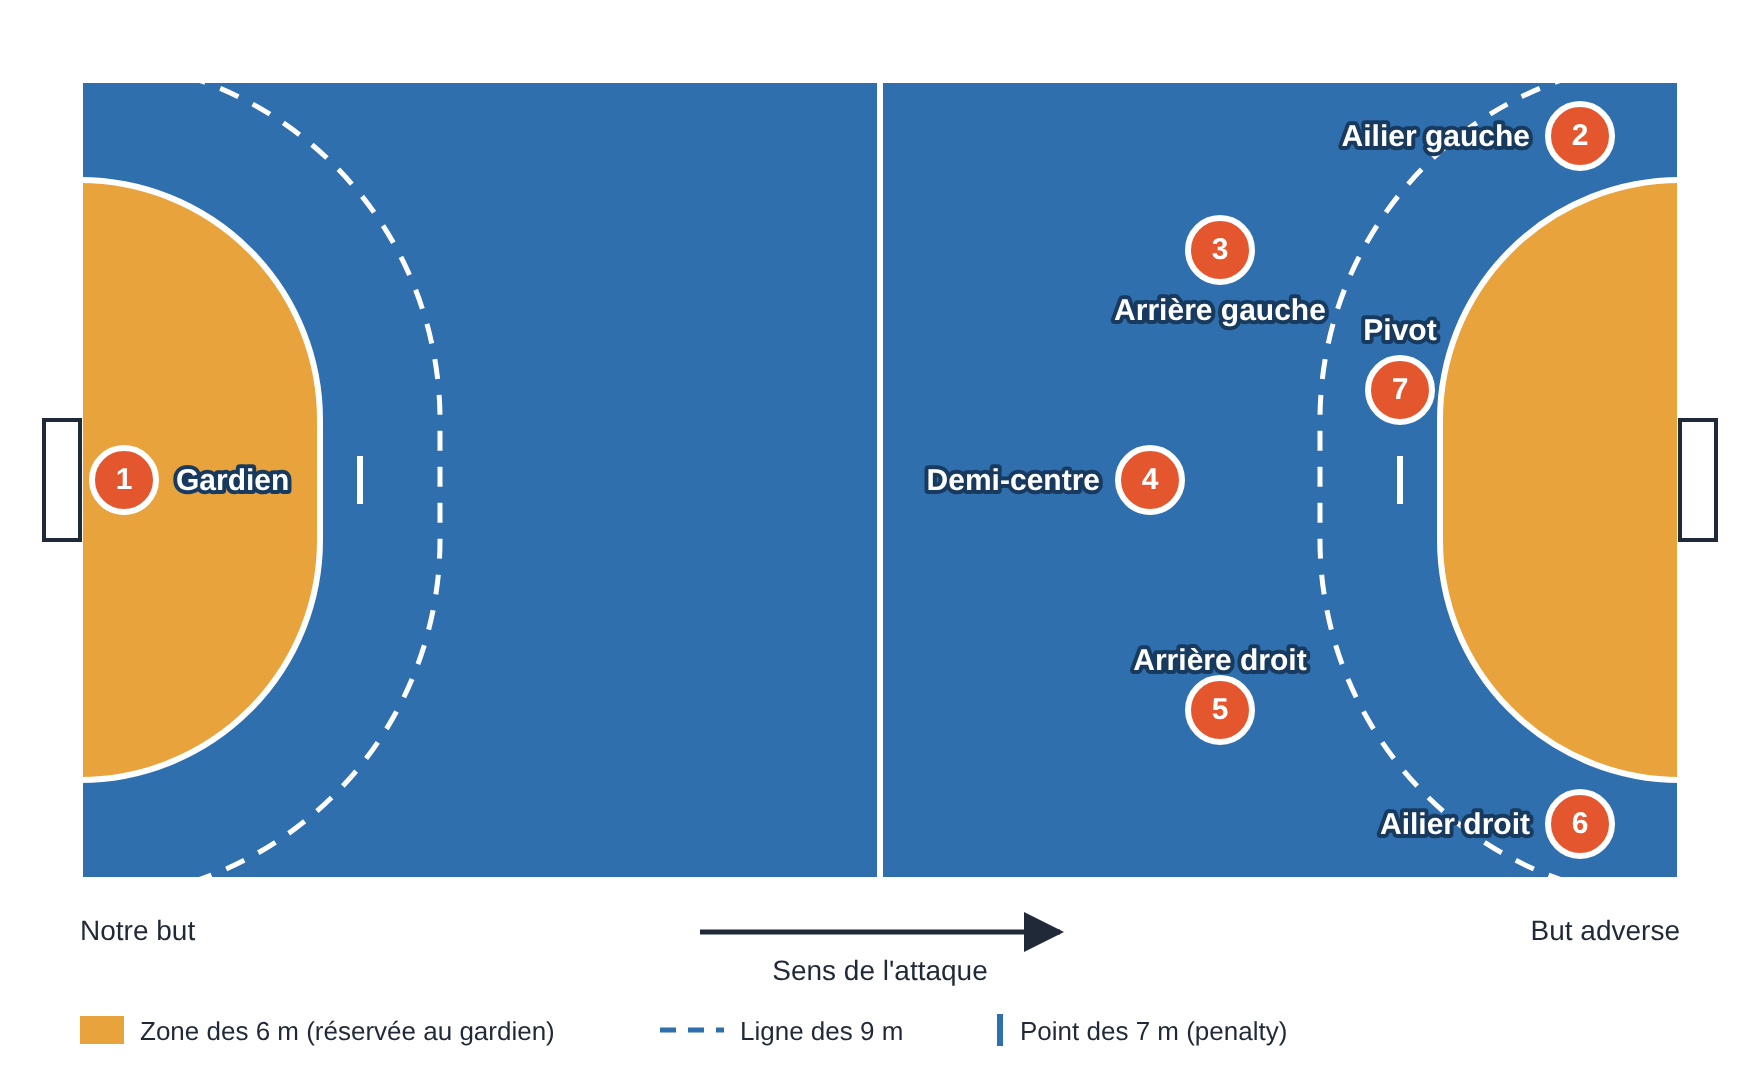 Ailier gauche
2
3
Arrière gauche
Pivot
7
1
Gardien
Demi-centre
4
Arrière droit
5
Ailier droit
6
Notre but
But adverse
Sens de l'attaque
Zone des 6 m (réservée au gardien)
Ligne des 9 m
Point des 7 m (penalty)